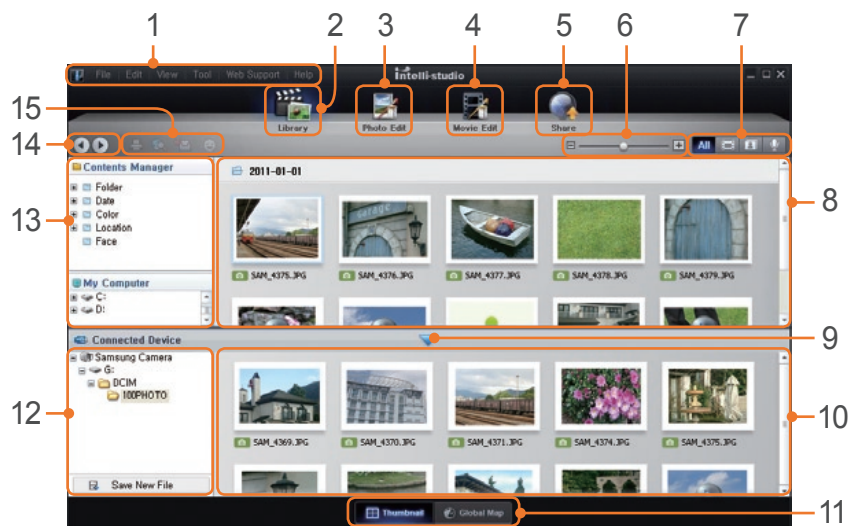 1 2 3 4 5 6 7
File Edit View Tool Web Support Help
intelli-studio
15
Library Photo Edit Movie Edit Share
14
All
Contents Manager
2011-01-01
Folder
Date
Color
Location
Face
13
8
SAM_4375.JPG SAM_4376.JPG SAM_4377.JPG SAM_4378.JPG SAM_4379.JPG
My Computer
C:
D:
Connected Device
9
Samsung Camera
G:
DCIM
100PHOTO
12
10
SAM_4369.JPG SAM_4370.JPG SAM_4371.JPG SAM_4374.JPG SAM_4375.JPG
Save New File
Thumbnail Global Map
11